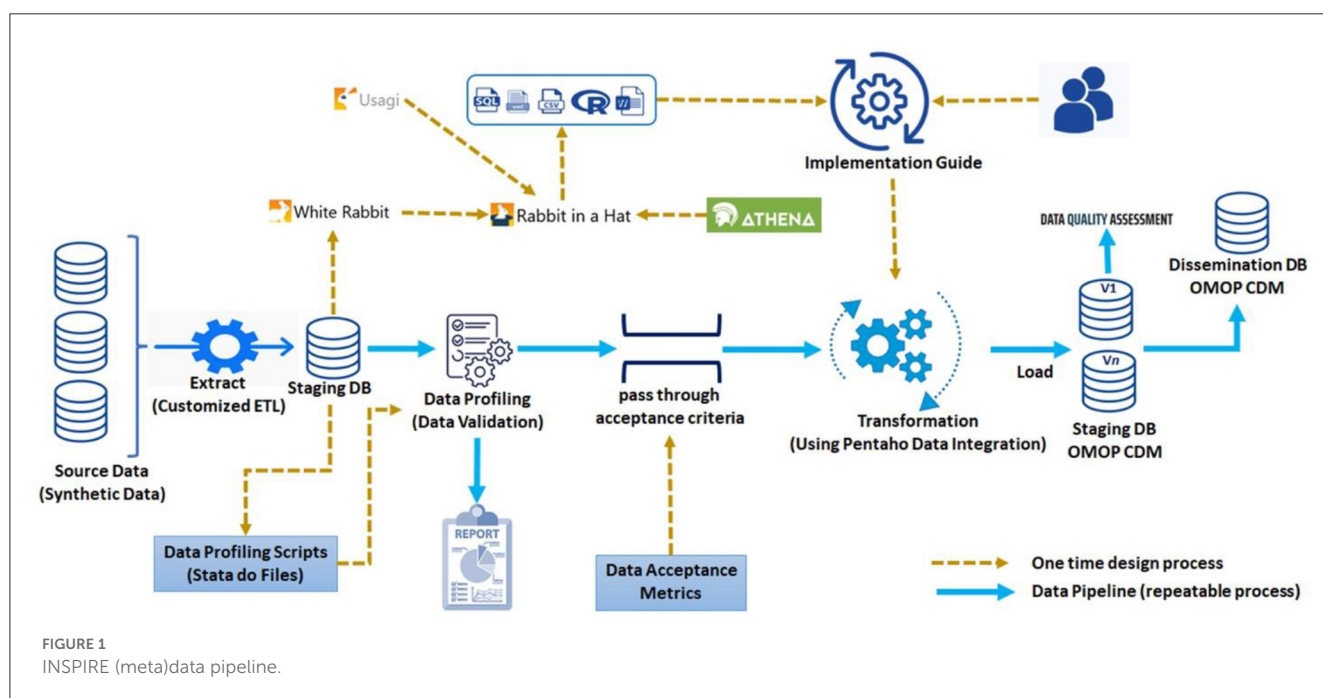 Usagi
SQL
CSV
R
W
Implementation Guide
White Rabbit
Rabbit in a Hat
ATHENA
DATA QUALITY ASSESSMENT
Dissemination DB
OMOP CDM
V1
Vn
Extract
(Customized ETL)
Staging DB
Data Profiling
(Data Validation)
pass through
acceptance criteria
Transformation
(Using Pentaho Data Integration)
Load
Staging DB
OMOP CDM
Source Data
(Synthetic Data)
REPORT
Data Profiling Scripts
(Stata do Files)
Data Acceptance
Metrics
One time design process
Data Pipeline (repeatable process)
FIGURE 1
INSPIRE (meta)data pipeline.